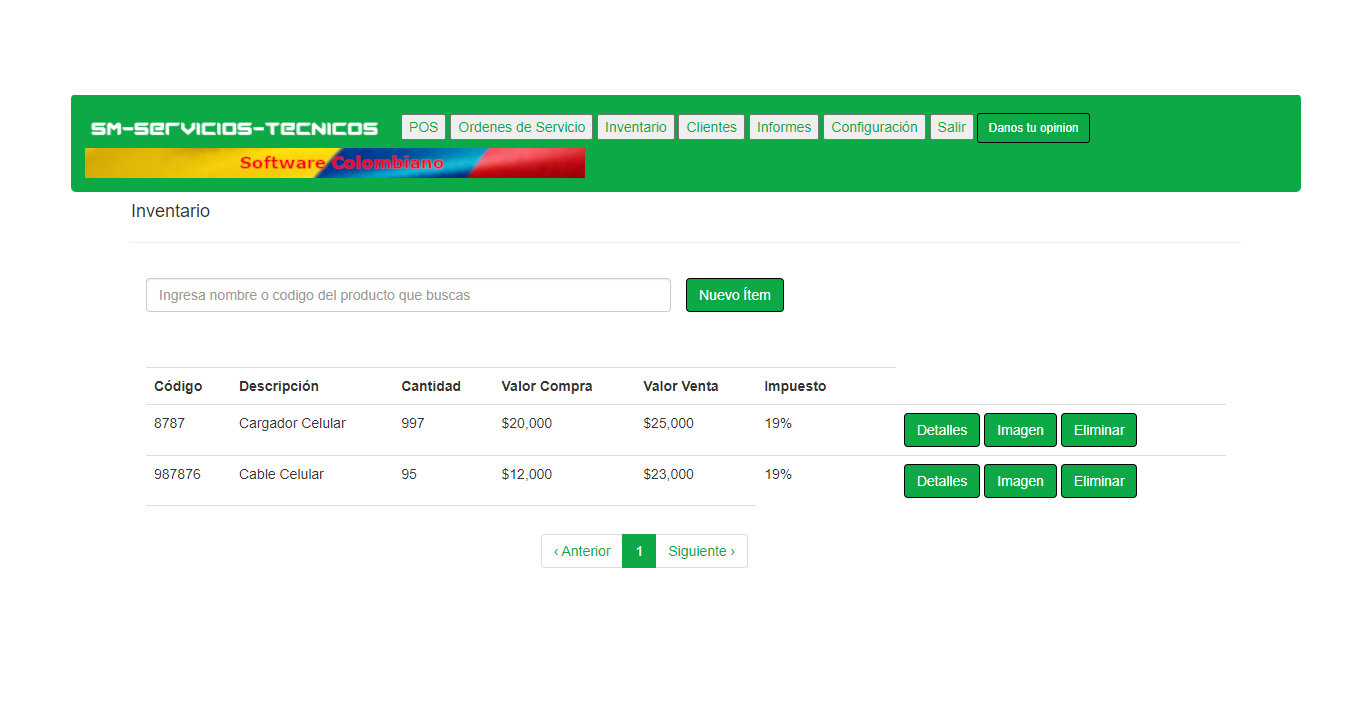 SM-Servicios-Tecnicos POS Ordenes de Servicio Inventario Clientes Informes Configuración Salir Danos tu opinion
Software Colombiano
Inventario
Ingresa nombre o codigo del producto que buscas Nuevo Ítem
Código Descripción Cantidad Valor Compra Valor Venta Impuesto
8787 Cargador Celular 997 $20,000 $25,000 19% Detalles Imagen Eliminar
987876 Cable Celular 95 $12,000 $23,000 19% Detalles Imagen Eliminar
‹ Anterior 1 Siguiente ›